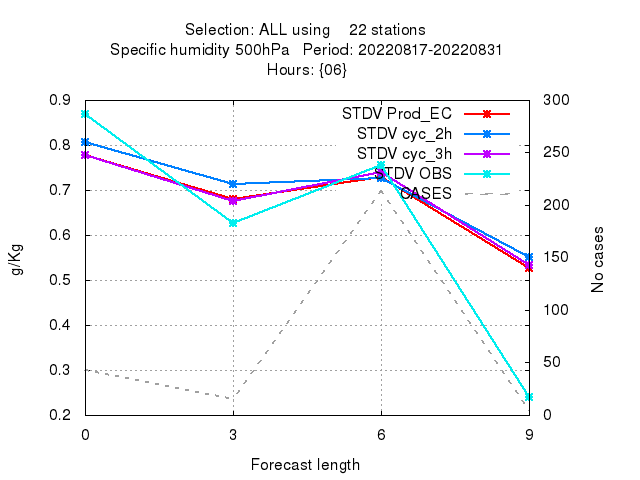 Selection: ALL using    22 stations
Specific humidity 500hPa   Period: 20220817-20220831
Hours: {06}
STDV Prod_EC
STDV cyc_2h
STDV cyc_3h
STDV OBS
CASES
0.9
0.8
0.7
0.6
0.5
0.4
0.3
0.2
300
250
200
150
100
50
0
g/Kg
No cases
0 3 6 9
Forecast length